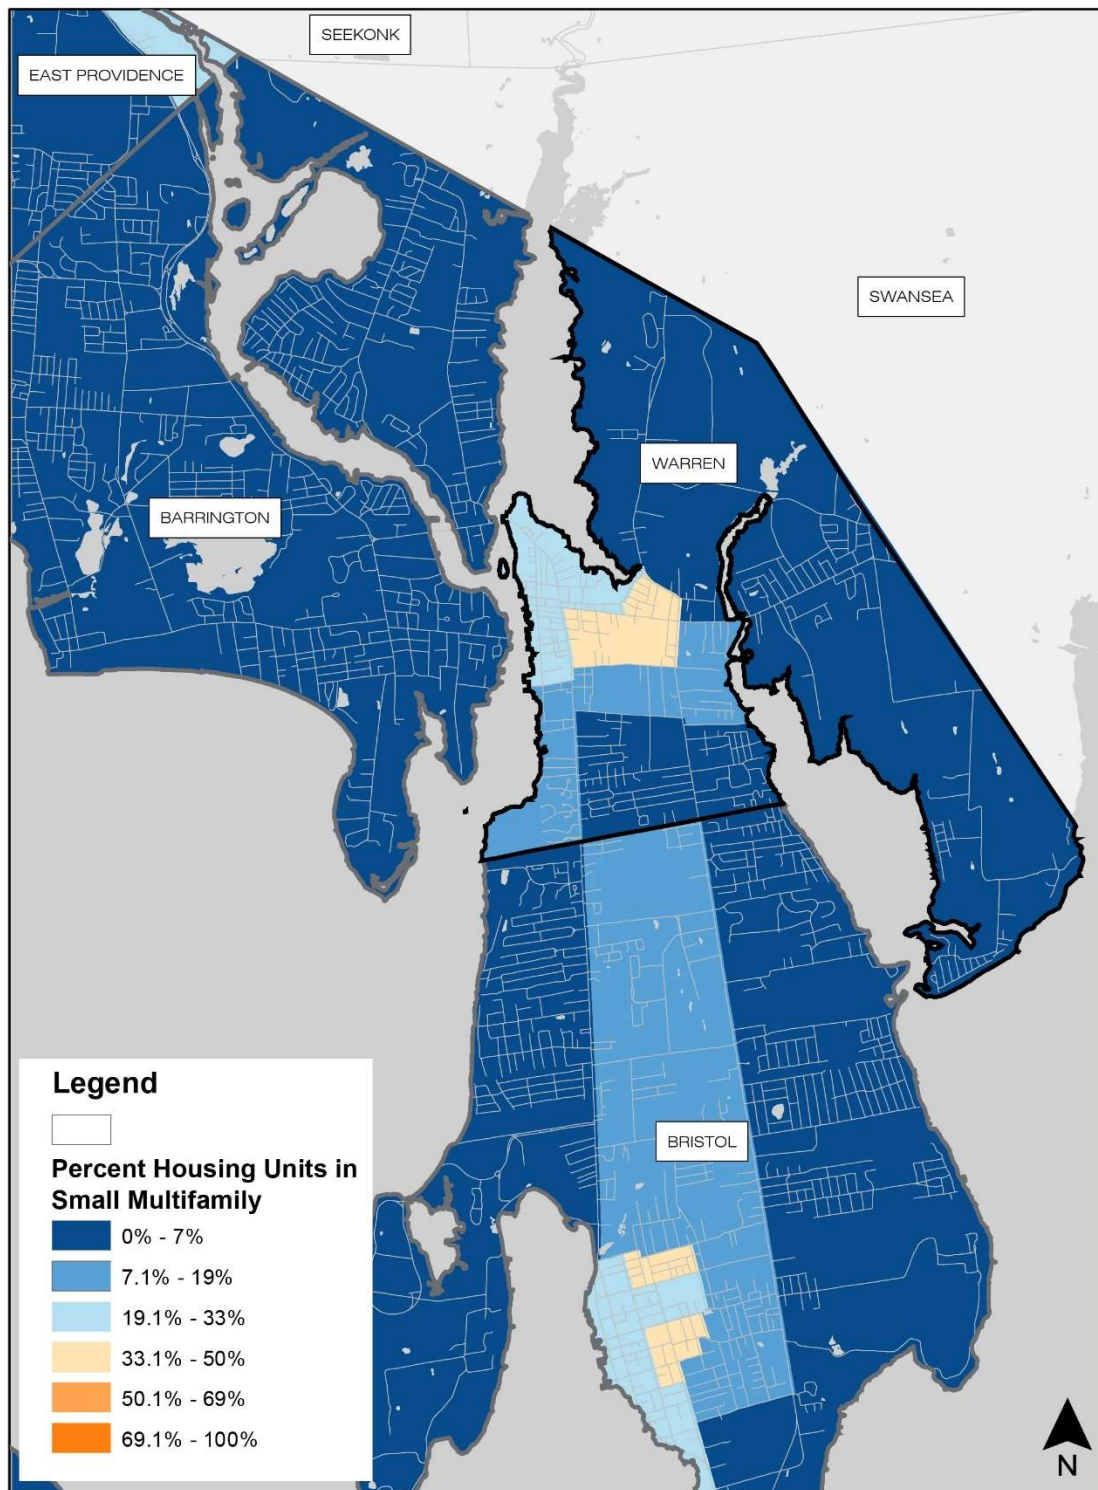 SEEKONK
EAST PROVIDENCE
SWANSEA
WARREN
BARRINGTON
BRISTOL
Legend
Percent Housing Units in
Small Multifamily
0% - 7%
7.1% - 19%
19.1% - 33%
33.1% - 50%
50.1% - 69%
69.1% - 100%
N